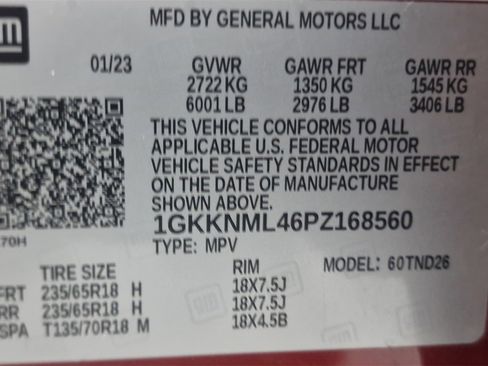 gm
MFD BY GENERAL MOTORS LLC
01/23 GVWR GAWR FRT GAWR RR
2722 KG 1350 KG 1545 KG
6001 LB 2976 LB 3406 LB
THIS VEHICLE CONFORMS TO ALL
APPLICABLE U.S. FEDERAL MOTOR
VEHICLE SAFETY STANDARDS IN EFFECT
ON THE DATE OF MANUFACTURE
SHOWN ABOVE.
1GKKNML46PZ168560
70H TYPE: MPV
TIRE SIZE RIM MODEL: 60TND26
FRT 235/65R18 H 18X7.5J
RR 235/65R18 H 18X7.5J
SPA T135/70R18 M 18X4.5B